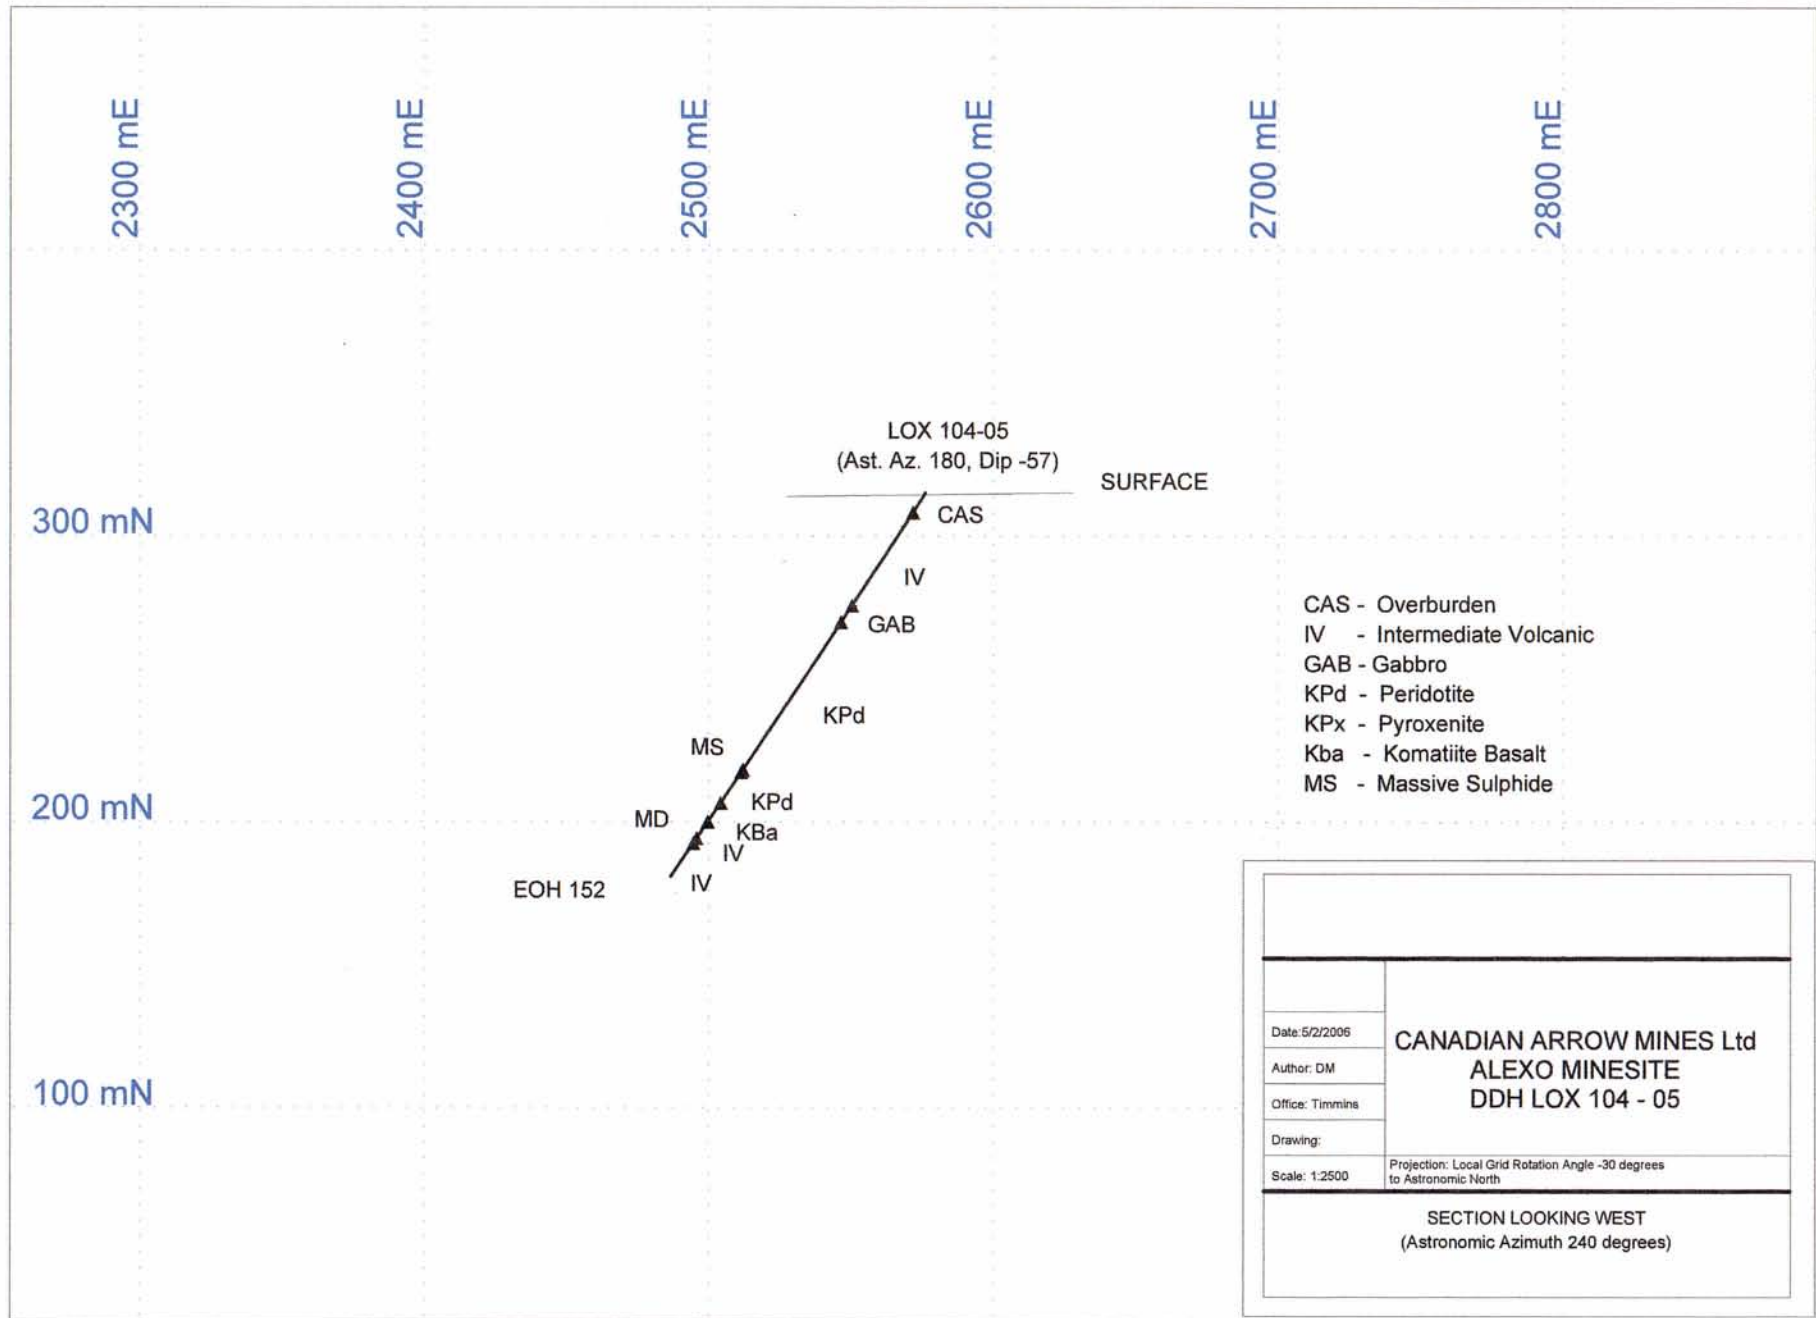 2300 mE
2400 mE
2500 mE
2600 mE
2700 mE
2800 mE
LOX 104-05
(Ast. Az. 180, Dip -57)
SURFACE
300 mN
CAS
IV
GAB
KPd
MS
200 mN
KPd
MD
KBa
IV
IV
EOH 152
100 mN
CAS - Overburden
IV - Intermediate Volcanic
GAB - Gabbro
KPd - Peridotite
KPx - Pyroxenite
Kba - Komatiite Basalt
MS - Massive Sulphide
Date:5/2/2006
Author: DM
Office: Timmins
Drawing:
Scale: 1:2500
CANADIAN ARROW MINES Ltd
ALEXO MINESITE
DDH LOX 104 - 05
Projection: Local Grid Rotation Angle -30 degrees
to Astronomic North
SECTION LOOKING WEST
(Astronomic Azimuth 240 degrees)